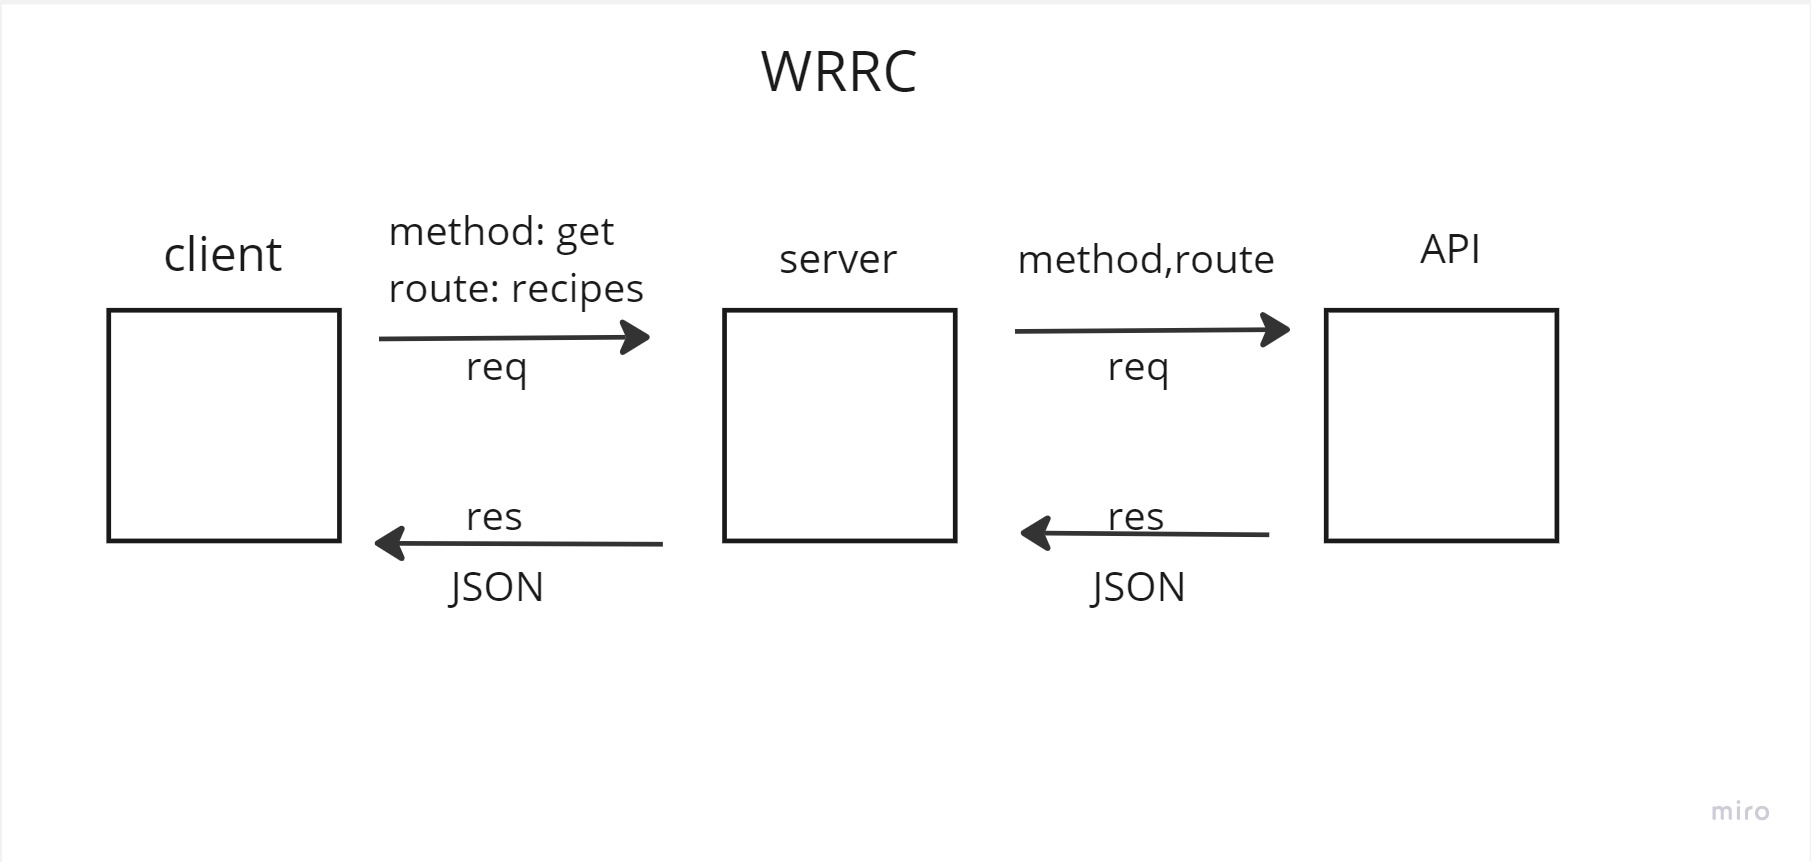 WRRC
client
method: get
route: recipes
server
method,route
API
req
req
res
res
JSON
JSON
miro